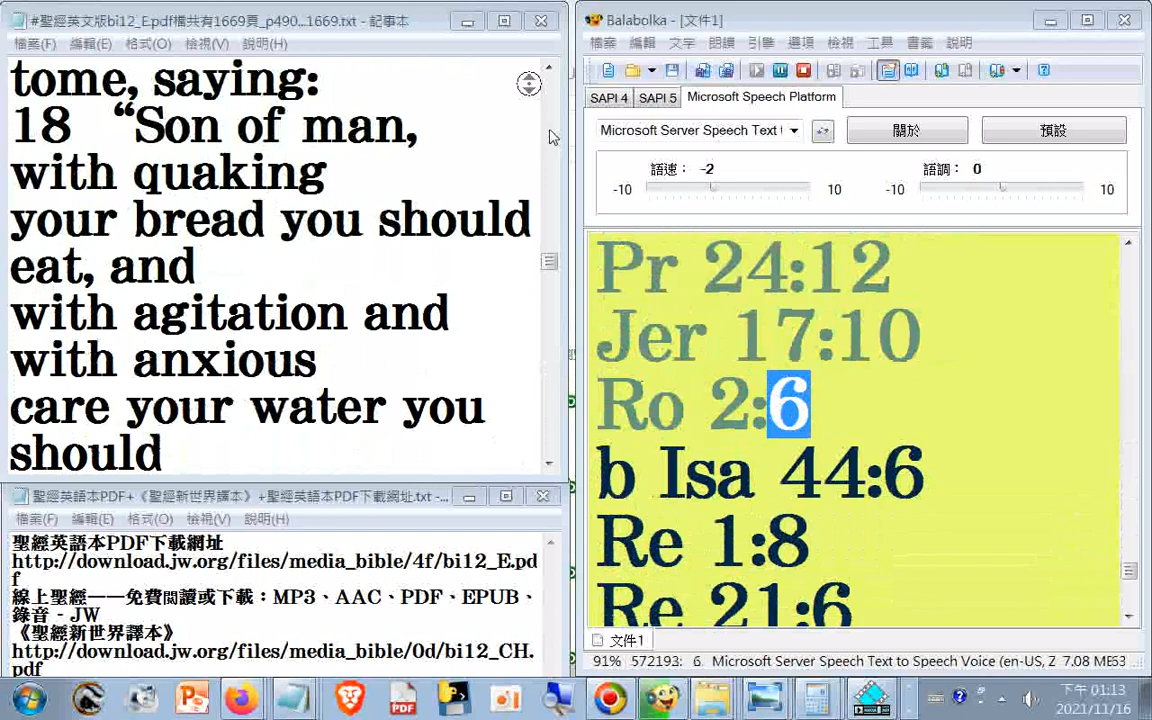 #聖經英文版bi12_E.pdf檔共有1669頁_p490...1669.txt - 記事本
檔案(F) 編輯(E) 格式(O) 檢視(V) 說明(H)
tome, saying:
18 “Son of man,
with quaking
your bread you should
eat, and
with agitation and
with anxious
care your water you
should
聖經英語本PDF+《聖經新世界譯本》+聖經英語本PDF下載網址.txt -...
檔案(F) 編輯(E) 格式(O) 檢視(V) 說明(H)
聖經英語本PDF下載網址
http://download.jw.org/files/media_bible/4f/bi12_E.pd
f
線上聖經——免費閱讀或下載：MP3、AAC、PDF、EPUB、
錄音 - JW
《聖經新世界譯本》
http://download.jw.org/files/media_bible/0d/bi12_CH.
pdf
Balabolka - [文件1]
檔案 編輯 文字 朗讀 引擎 選項 檢視 工具 書籤 說明
SAPI 4 SAPI 5 Microsoft Speech Platform
Microsoft Server Speech Text 關於 預設
語速： -2 語調： 0
-10 10 -10 10
Pr 24:12
Jer 17:10
Ro 2:6
b Isa 44:6
Re 1:8
Re 21:6
文件1
91% 572193: 6 Microsoft Server Speech Text to Speech Voice (en-US, Z 7.08 ME53
PDF
下午 01:13
2021/11/16